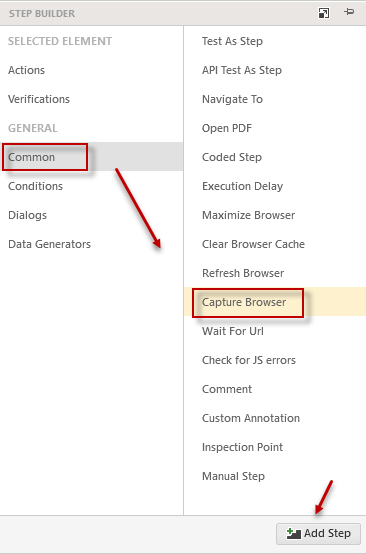 STEP BUILDER
SELECTED ELEMENT
Actions
Verifications
GENERAL
Common
Conditions
Dialogs
Data Generators
Test As Step
API Test As Step
Navigate To
Open PDF
Coded Step
Execution Delay
Maximize Browser
Clear Browser Cache
Refresh Browser
Capture Browser
Wait For Url
Check for JS errors
Comment
Custom Annotation
Inspection Point
Manual Step
Add Step